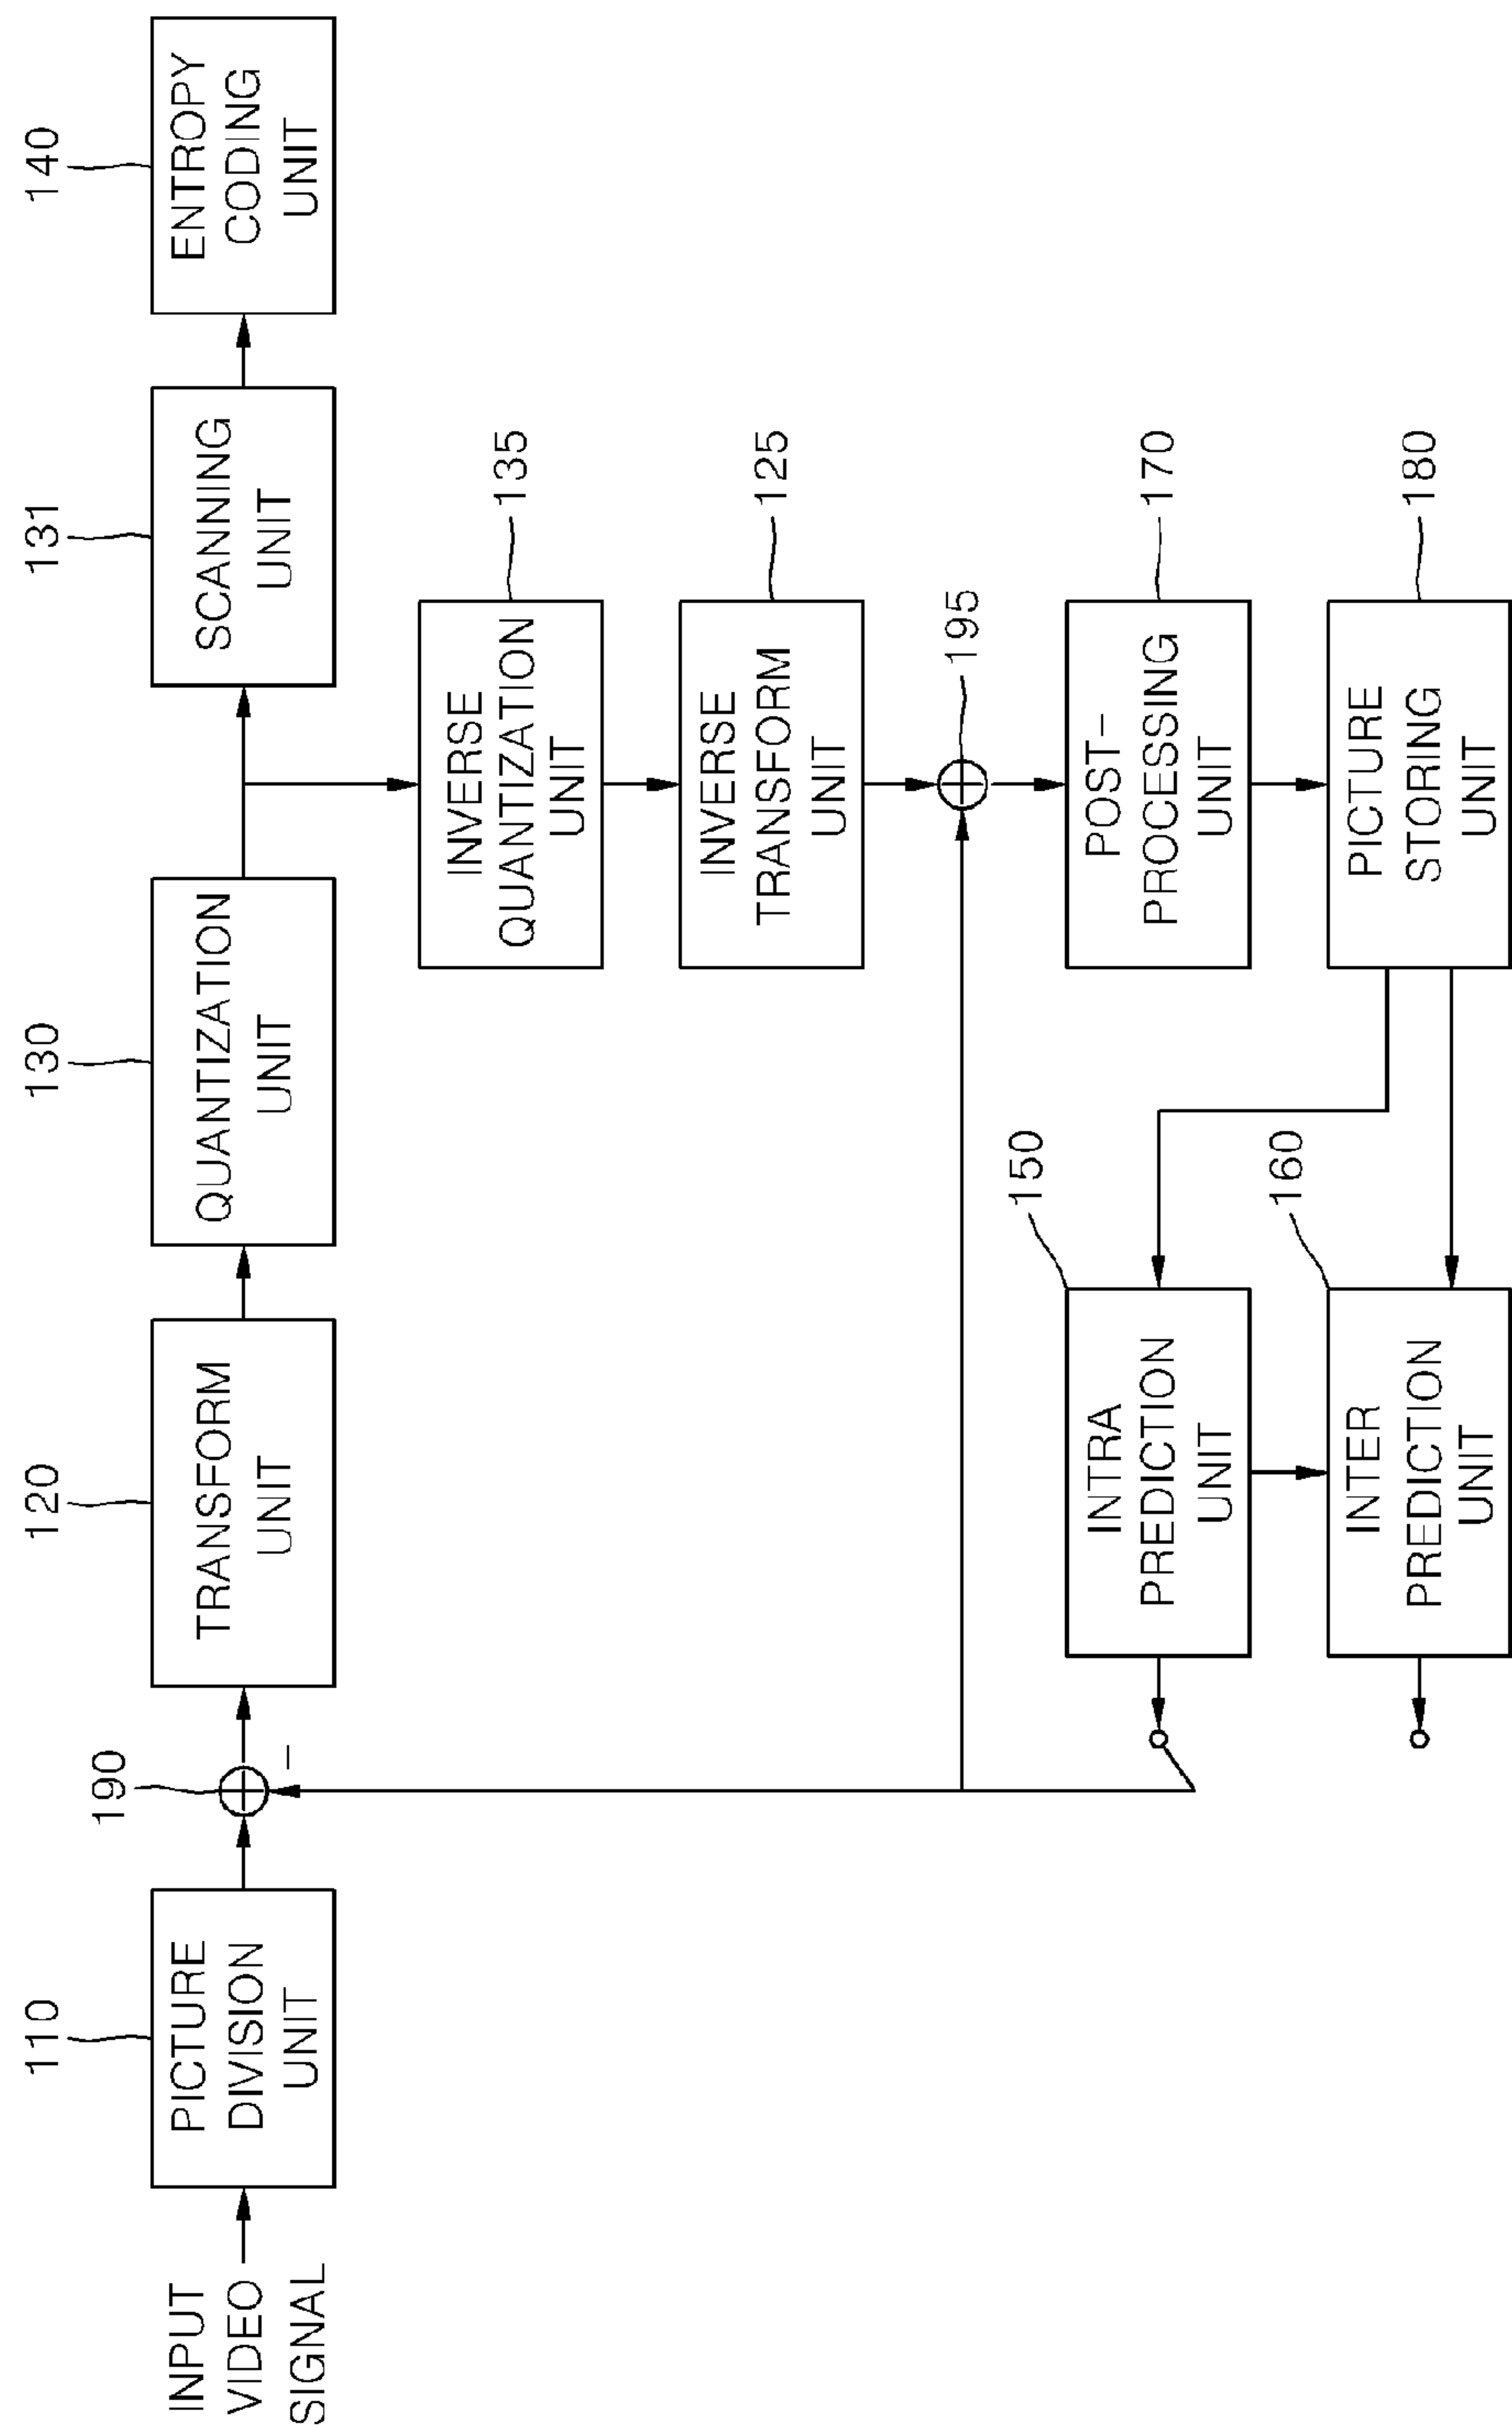 INPUT
VIDEO
SIGNAL
110
PICTURE
DIVISION
UNIT
190
−
120
TRANSFORM
UNIT
130
QUANTIZATION
UNIT
131
SCANNING
UNIT
140
ENTROPY
CODING
UNIT
INVERSE
QUANTIZATION
UNIT
135
INVERSE
TRANSFORM
UNIT
125
195
150
INTRA
PREDICTION
UNIT
POST-
PROCESSING
UNIT
170
160
INTER
PREDICTION
UNIT
PICTURE
STORING
UNIT
180